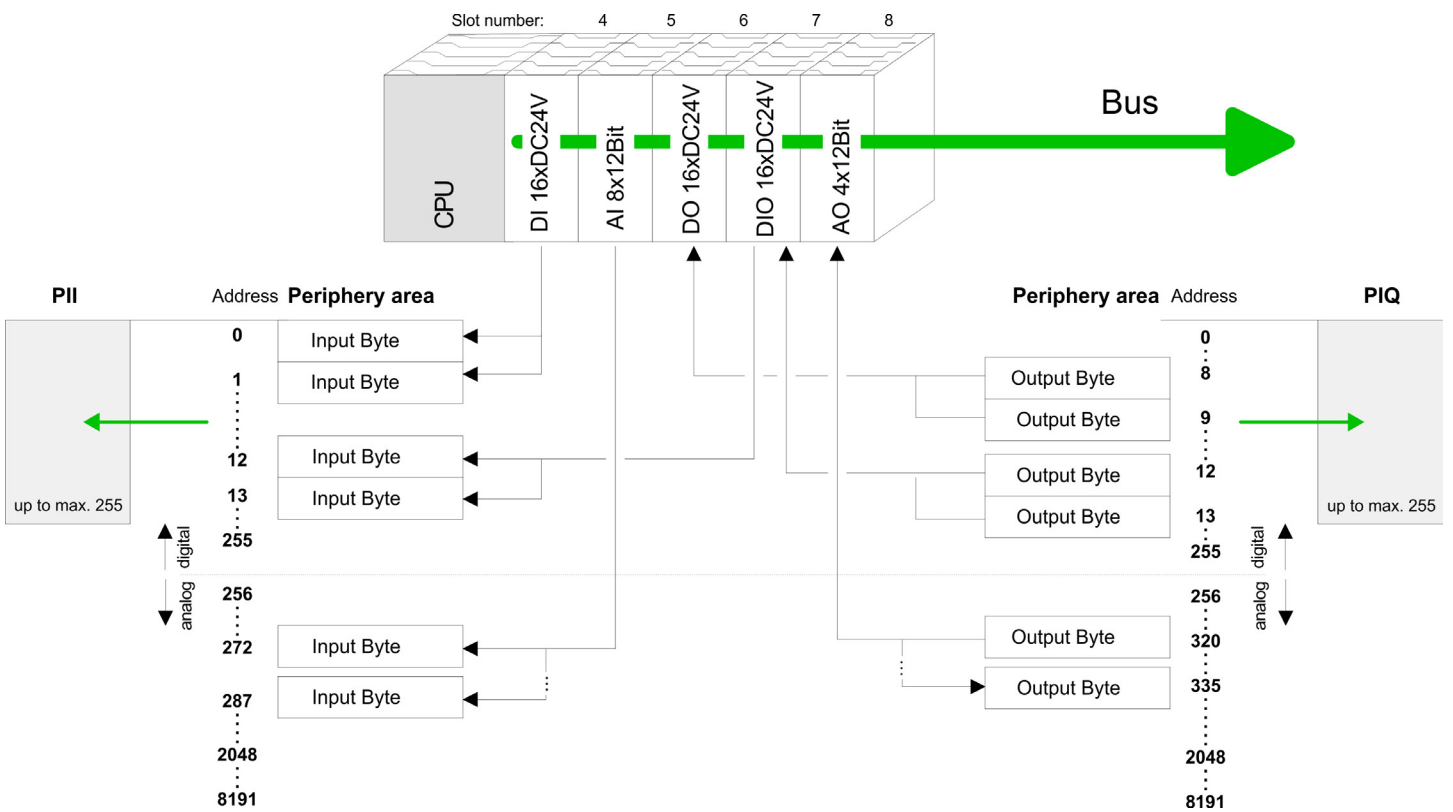 Slot number: 4 5 6 7 8
CPU
DI 16xDC24V
AI 8x12Bit
DO 16xDC24V
DIO 16xDC24V
AO 4x12Bit
Bus
PII
Address Periphery area
0 Input Byte
1 Input Byte
12 Input Byte
13 Input Byte
255
up to max. 255
digital
analog
256
272 Input Byte
287 Input Byte
2048
8191
Periphery area Address
PIQ
0
Output Byte 8
Output Byte 9
Output Byte 12
Output Byte 13
255
up to max. 255
digital
analog
256
Output Byte 320
Output Byte 335
2048
8191